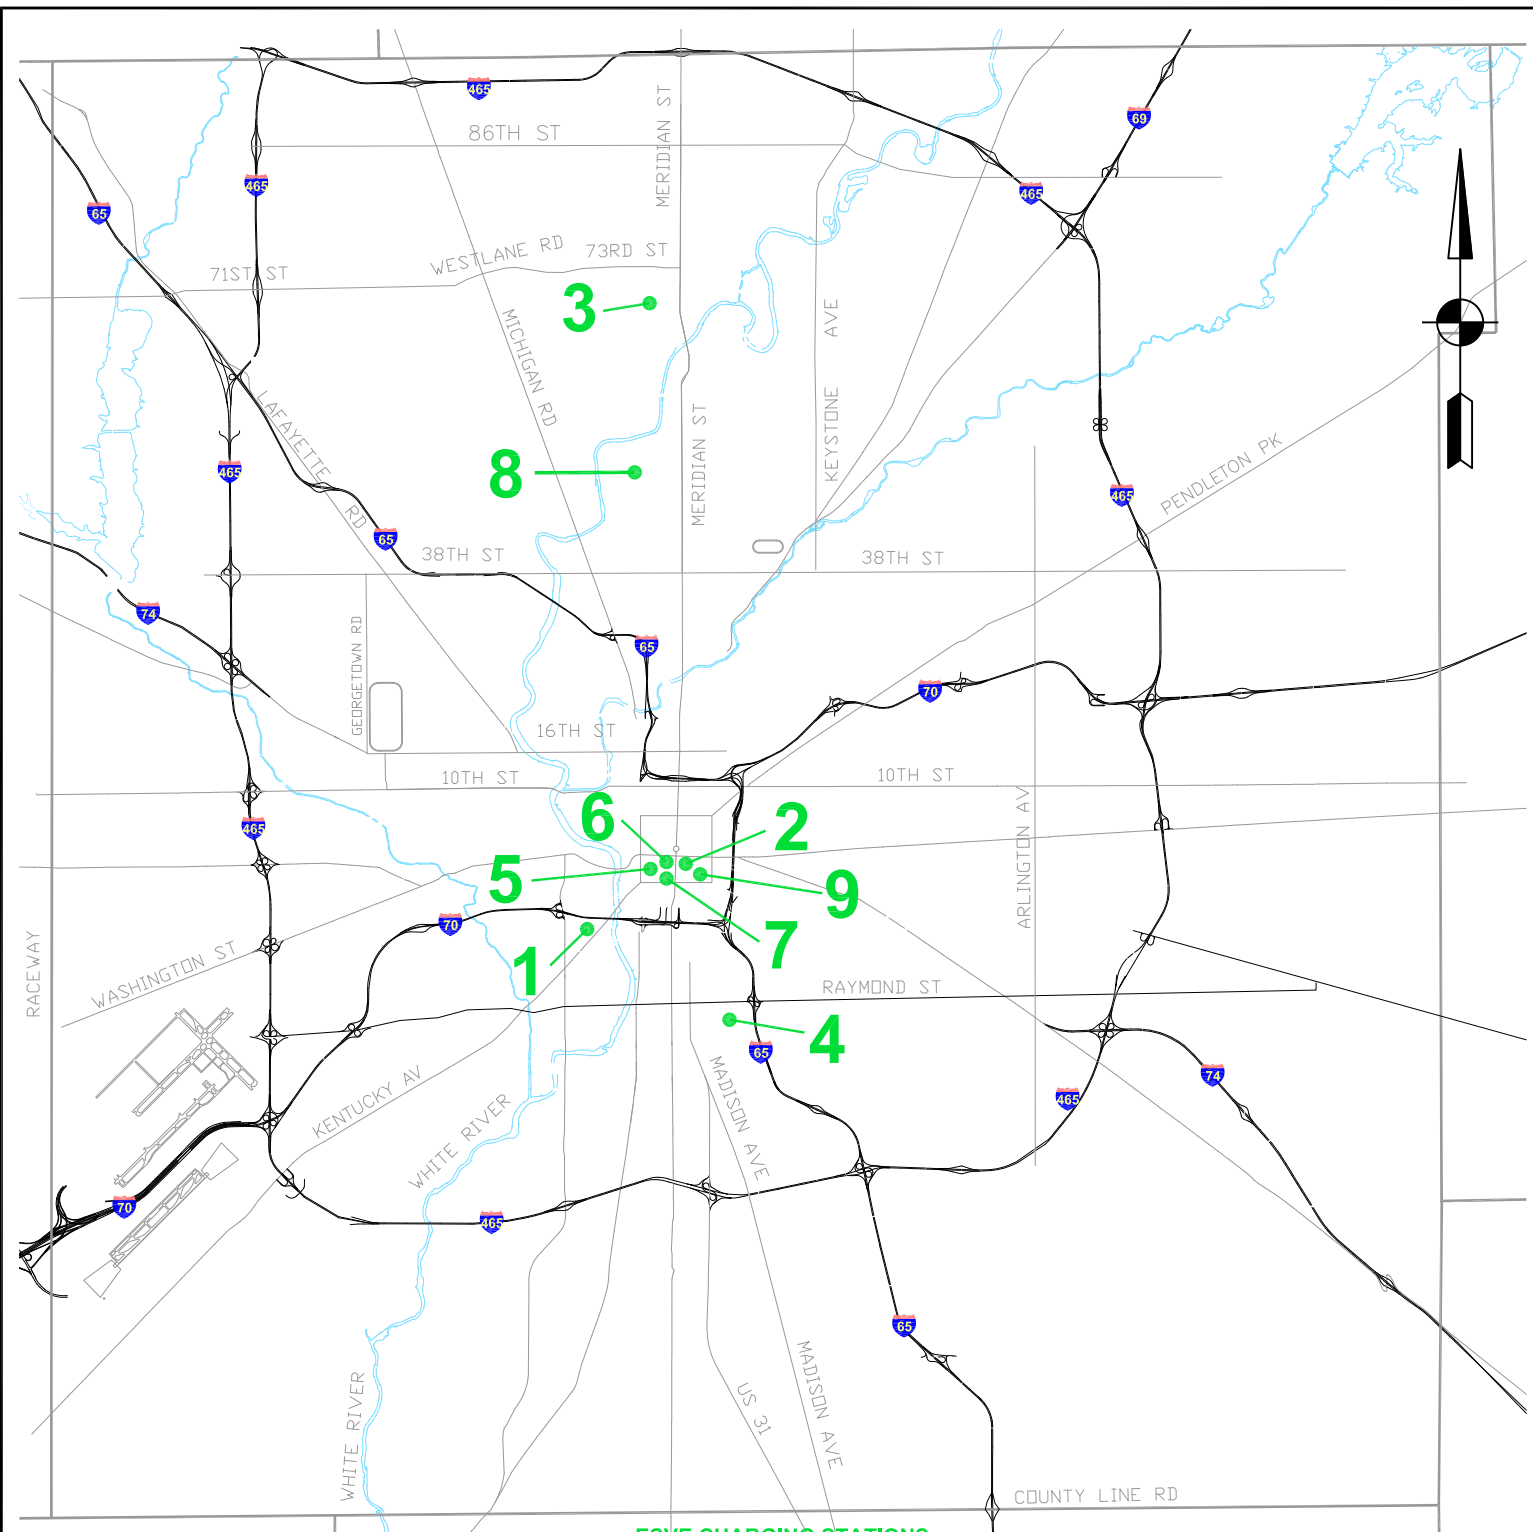 465
86TH ST
MERIDIAN ST
69
465
465
65
WESTLANE RD
73RD ST
71ST ST
3
MICHIGAN RD
KEYSTONE AVE
LAFAYETTE RD
MERIDIAN ST
465
8
465
PENDLETON PK
65
38TH ST
38TH ST
74
GEORGETOWN RD
65
70
16TH ST
10TH ST
10TH ST
6
2
465
ARLINGTON AV
5
9
70
7
1
RACEWAY
WASHINGTON ST
RAYMOND ST
4
65
74
MADISON AVE
KENTUCKY AV
465
WHITE RIVER
70
465
65
MADISON AVE
US 31
WHITE RIVER
COUNTY LINE RD